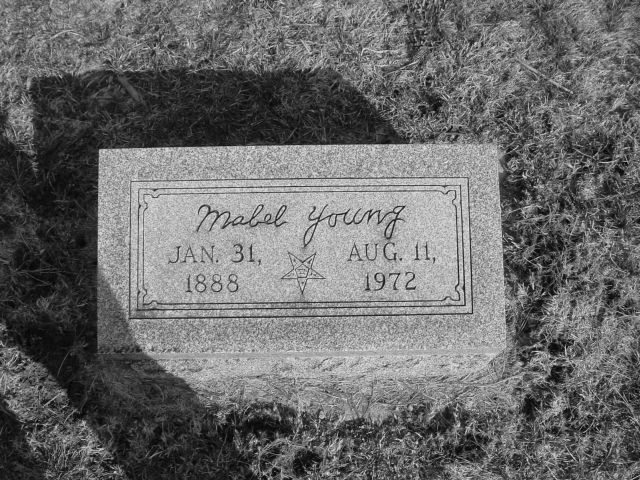 Mabel Young
JAN. 31, AUG. 11,
1888 1972